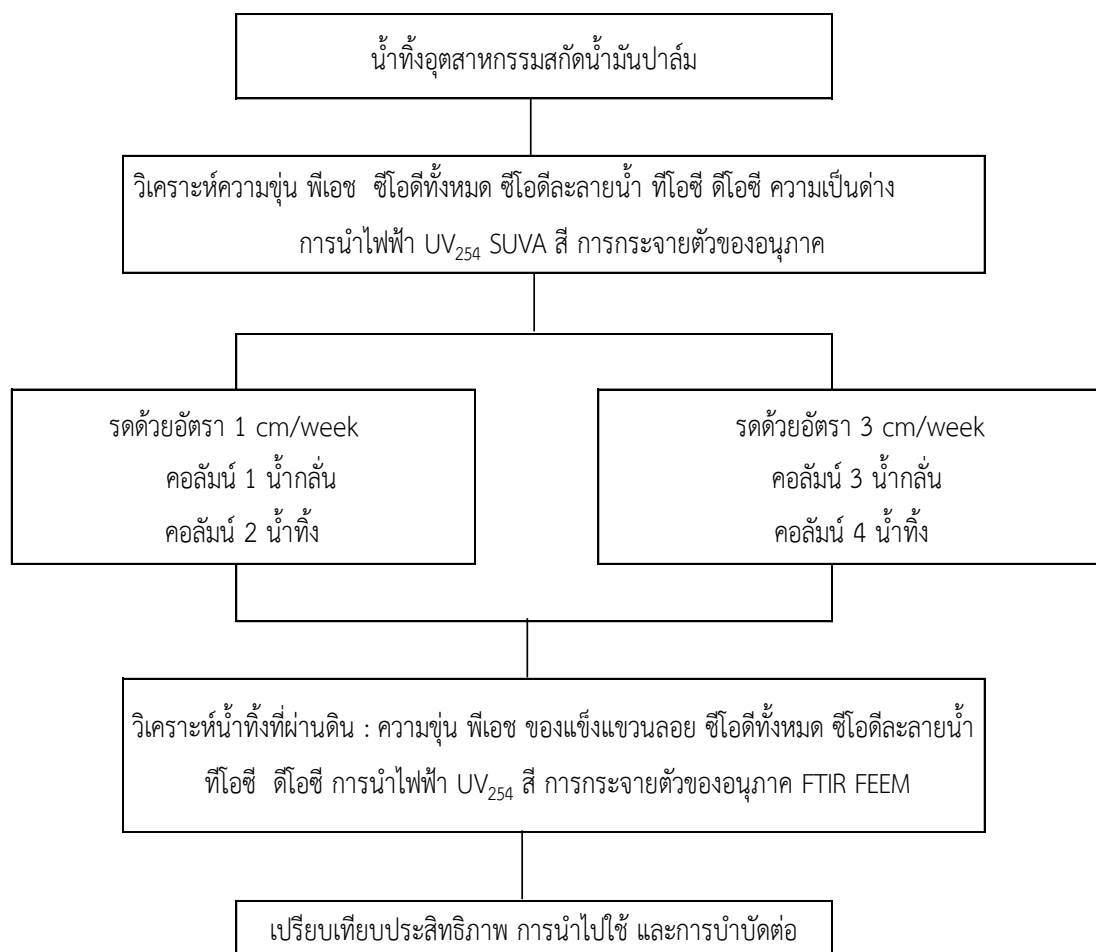 น้ำทิ้งอุตสาหกรรมสกัดน้ำมันปาล์ม
วิเคราะห์ความขุ่น พีเอช ซีโอดีทั้งหมด ซีโอดีละลายน้ำ ทีโอซี ดีโอซี ความเป็นด่าง
การนำไฟฟ้า UV₂₅₄ SUVA สี การกระจายตัวของอนุภาค
รดด้วยอัตรา 1 cm/week
คอลัมน์ 1 น้ำกลั่น
คอลัมน์ 2 น้ำทิ้ง
รดด้วยอัตรา 3 cm/week
คอลัมน์ 3 น้ำกลั่น
คอลัมน์ 4 น้ำทิ้ง
วิเคราะห์น้ำทิ้งที่ผ่านดิน : ความขุ่น พีเอช ของแข็งแขวนลอย ซีโอดีทั้งหมด ซีโอดีละลายน้ำ
ทีโอซี ดีโอซี การนำไฟฟ้า UV₂₅₄ สี การกระจายตัวของอนุภาค FTIR FEEM
เปรียบเทียบประสิทธิภาพ การนำไปใช้ และการบำบัดต่อ